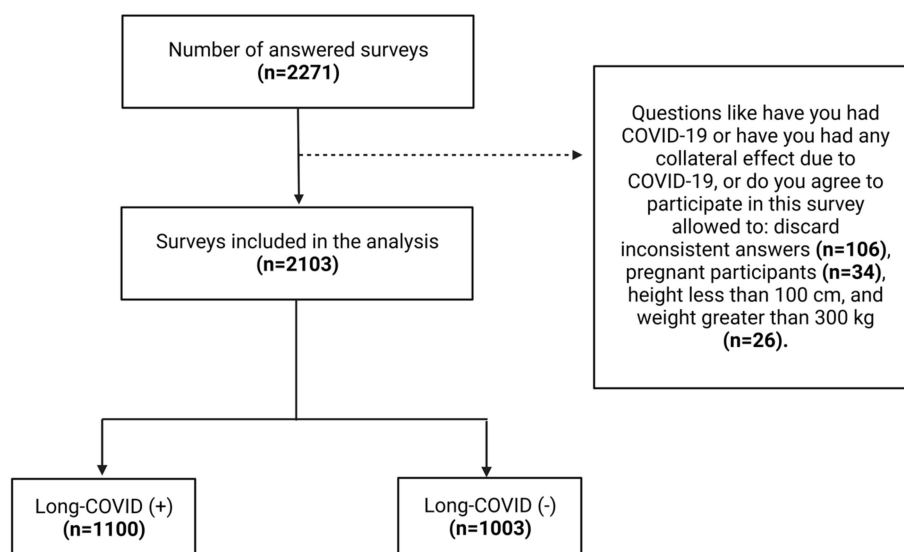 Number of answered surveys
(n=2271)
Questions like have you had
COVID-19 or have you had any
collateral effect due to
COVID-19, or do you agree to
participate in this survey
allowed to: discard
inconsistent answers (n=106),
pregnant participants (n=34),
height less than 100 cm, and
weight greater than 300 kg
(n=26).
Surveys included in the analysis
(n=2103)
Long-COVID (+)
(n=1100)
Long-COVID (-)
(n=1003)